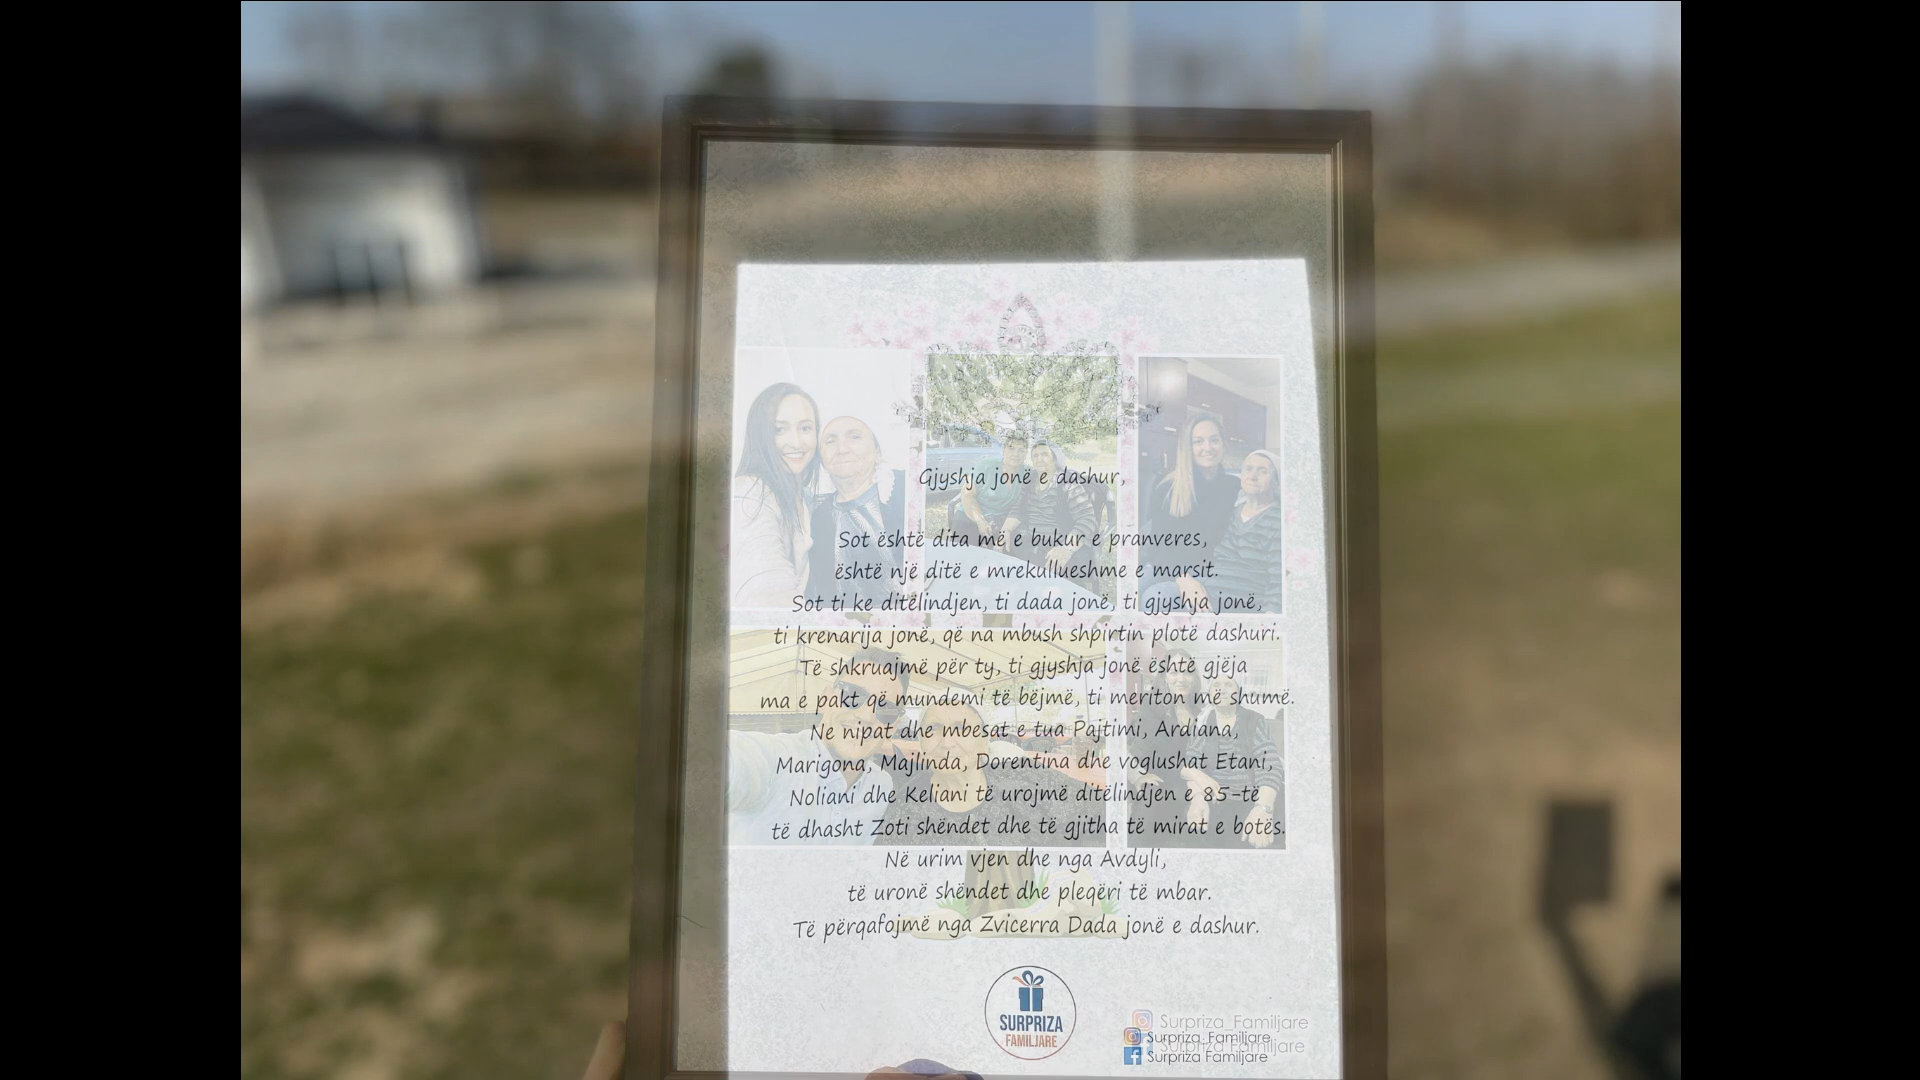 Gjyshja jonë e dashur,
Sot është dita më e bukur e pranveres,
është një ditë e mrekullueshme e marsit.
Sot ti ke ditëlindjen, ti dada jonë, ti gjyshja jonë,
ti krenarija jonë, që na mbush shpirtin plotë dashuri.
Të shkruajmë për ty, ti gjyshja jonë është gjëja
ma e pakt që mundemi të bëjmë, ti meriton më shumë.
Ne nipat dhe mbesat e tua Pajtimi, Ardiana,
Marigona, Majlinda, Dorentina dhe voglushat Etani,
Noliani dhe Keliani të urojmë ditëlindjen e 85-të
të dhasht Zoti shëndet dhe të gjitha të mirat e botës.
Në urim vjen dhe nga Avdyli,
të uronë shëndet dhe pleqëri të mbar.
Të përqafojmë nga Zvicerra Dada jonë e dashur.
SURPRIZA
FAMILJARE
Surpriza_Familjare
Surpriza_Familjare
Surpriza Familjare
Surpriza Familjare